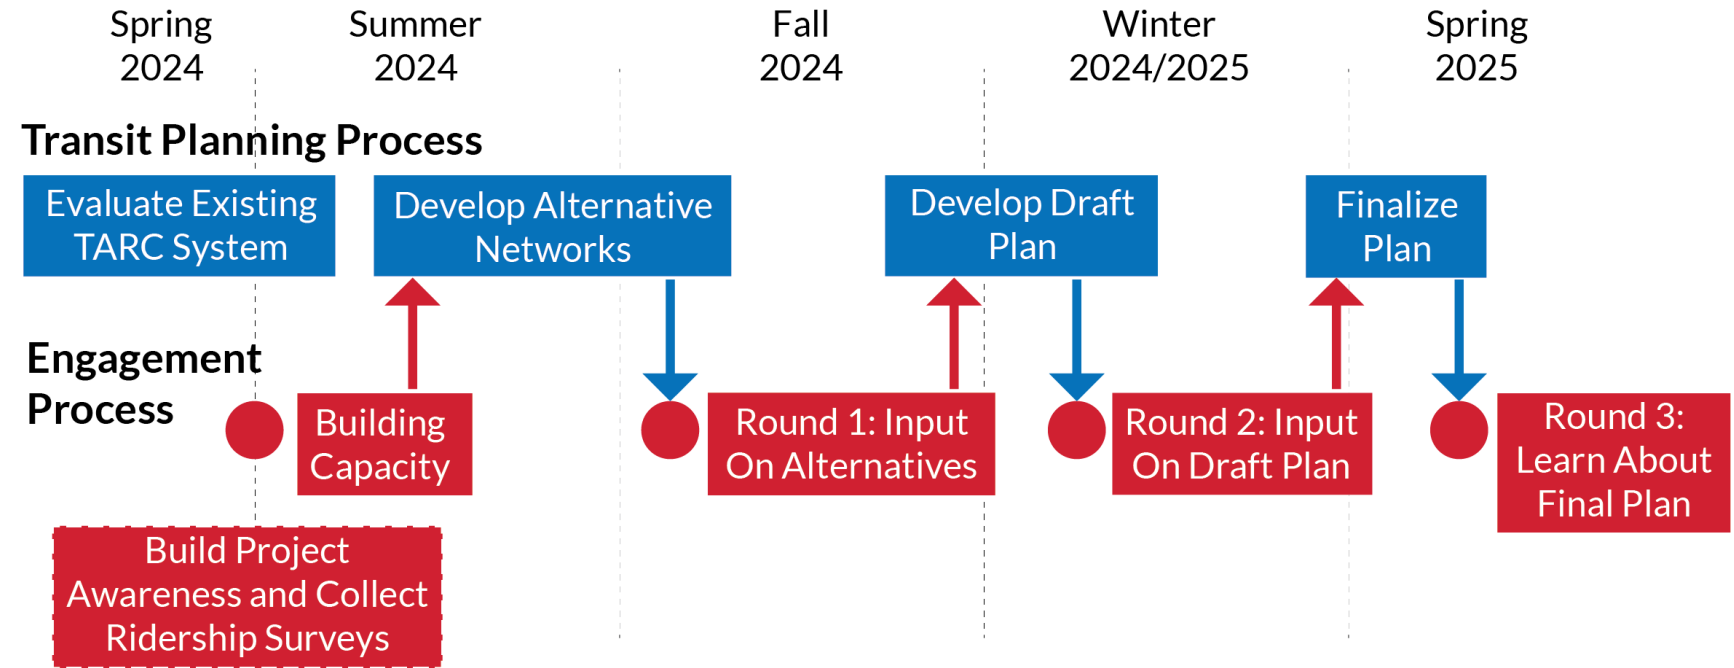 Spring
2024
Summer
2024
Fall
2024
Winter
2024/2025
Spring
2025
Transit Planning Process
Evaluate Existing
TARC System
Develop Alternative
Networks
Develop Draft
Plan
Finalize
Plan
Engagement
Process
Building
Capacity
Round 1: Input
On Alternatives
Round 2: Input
On Draft Plan
Round 3:
Learn About
Final Plan
Build Project
Awareness and Collect
Ridership Surveys